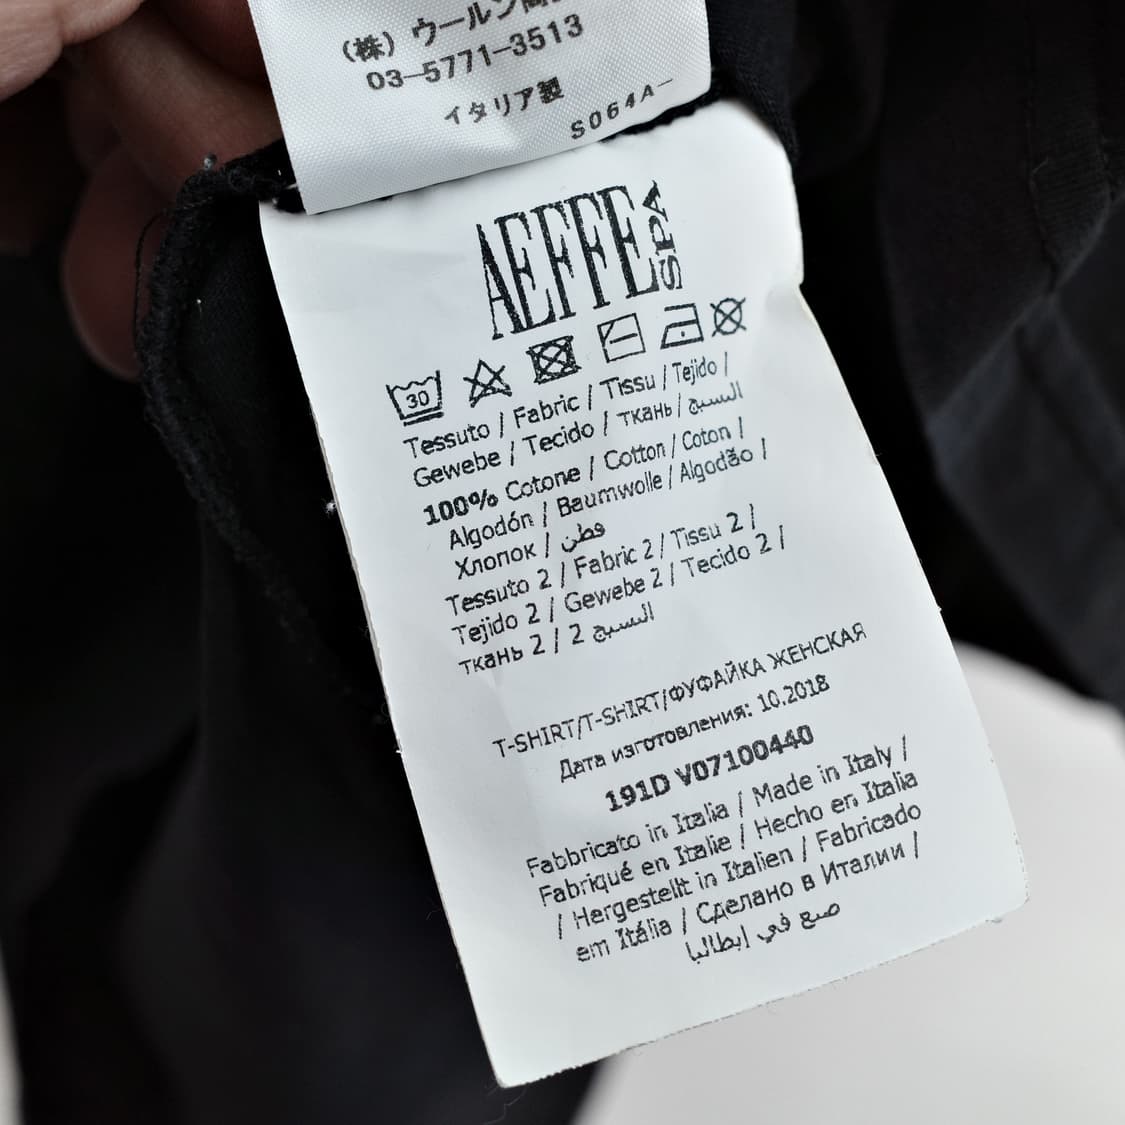 (株) ウールン商
03-5771-3513
イタリア製
S064A-
AEFFE SPA
30
Tessuto / Fabric / Tissu / Tejido /
Gewebe / Tecido / ткань / النسيج
100% Cotone / Cotton / Coton /
Algodón / Baumwolle / Algodão /
Хлопок / قطن
Tessuto 2 / Fabric 2 / Tissu 2 /
Tejido 2 / Gewebe 2 / Tecido 2 /
ткань 2 / 2 النسيج
T-SHIRT/T-SHIRT/ФУФАЙКА ЖЕНСКАЯ
Дата изготовления: 10.2018
191D V07100440
Fabbricato in Italia / Made in Italy /
Fabriqué en Italie / Hecho en Italia
/ Hergestellt in Italien / Fabricado
em Itália / Сделано в Италии /
صنع في إيطاليا